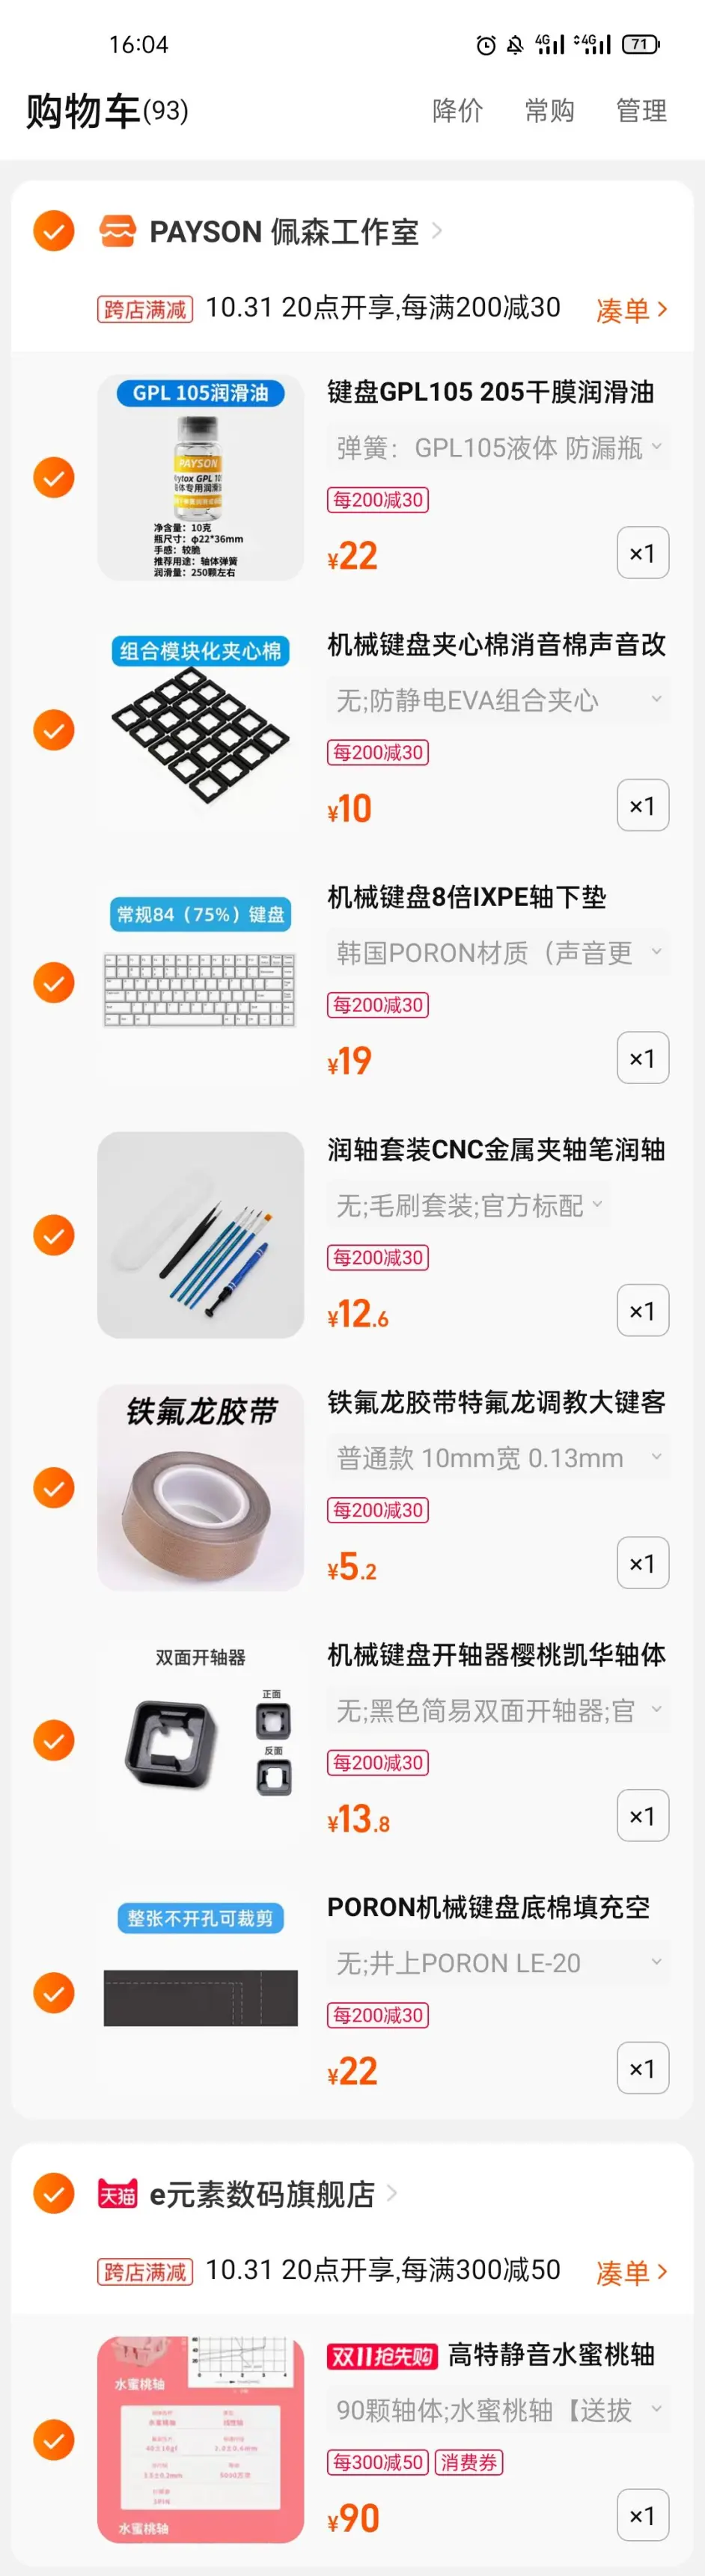 16:04
4G
4G
71
购物车(93)
降价
常购
管理
PAYSON 佩森工作室
跨店满减
10.31 20点开享,每满200减30
凑单
GPL 105润滑油
PAYSON
净含量：10克
瓶尺寸：φ22*36mm
手感：较脆
推荐用途：轴体弹簧
润滑量：250颗左右
键盘GPL105 205干膜润滑油
弹簧：GPL105液体 防漏瓶
每200减30
¥22
×1
组合模块化夹心棉
机械键盘夹心棉消音棉声音改
无;防静电EVA组合夹心
每200减30
¥10
×1
常规84（75%）键盘
机械键盘8倍IXPE轴下垫
韩国PORON材质（声音更
每200减30
¥19
×1
润轴套装CNC金属夹轴笔润轴
无;毛刷套装;官方标配
每200减30
¥12.6
×1
铁氟龙胶带
铁氟龙胶带特氟龙调教大键客
普通款 10mm宽 0.13mm
每200减30
¥5.2
×1
双面开轴器
正面
反面
机械键盘开轴器樱桃凯华轴体
无;黑色简易双面开轴器;官
每200减30
¥13.8
×1
整张不开孔可裁剪
PORON机械键盘底棉填充空
无;井上PORON LE-20
每200减30
¥22
×1
天猫
e元素数码旗舰店
跨店满减
10.31 20点开享,每满300减50
凑单
水蜜桃轴
水蜜桃轴
双11抢先购
高特静音水蜜桃轴
90颗轴体;水蜜桃轴【送拔
每300减50
消费券
¥90
×1